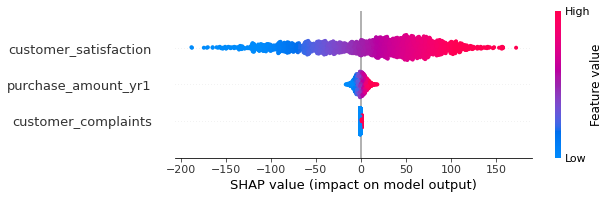 High
customer_satisfaction
purchase_amount_yr1
customer_complaints
Feature value
Low
−200 −150 −100 −50 0 50 100 150
SHAP value (impact on model output)